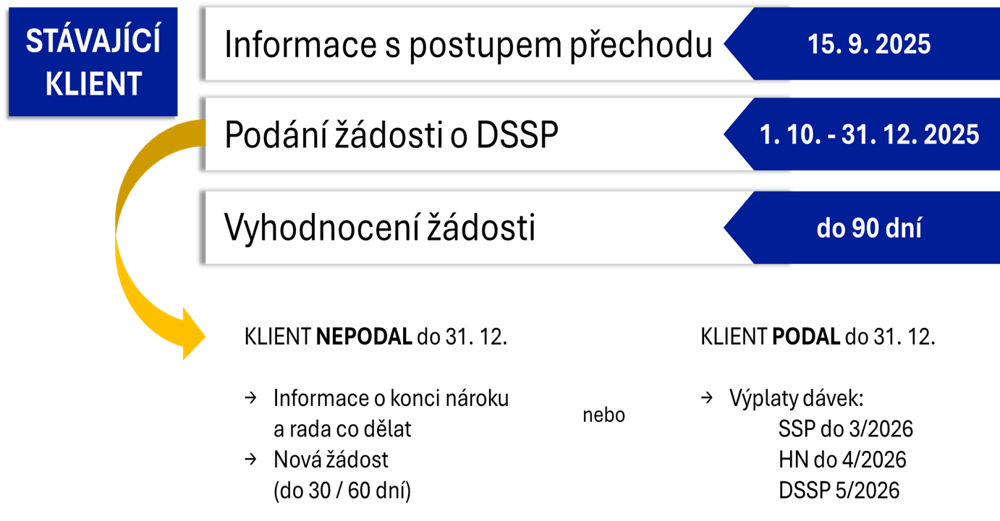 STÁVAJÍCÍ
KLIENT
Informace s postupem přechodu
15. 9. 2025
Podání žádosti o DSSP
1. 10. - 31. 12. 2025
Vyhodnocení žádosti
do 90 dní
KLIENT NEPODAL do 31. 12.
→ Informace o konci nároku
a rada co dělat
→ Nová žádost
(do 30 / 60 dní)
nebo
KLIENT PODAL do 31. 12.
→ Výplaty dávek:
SSP do 3/2026
HN do 4/2026
DSSP 5/2026